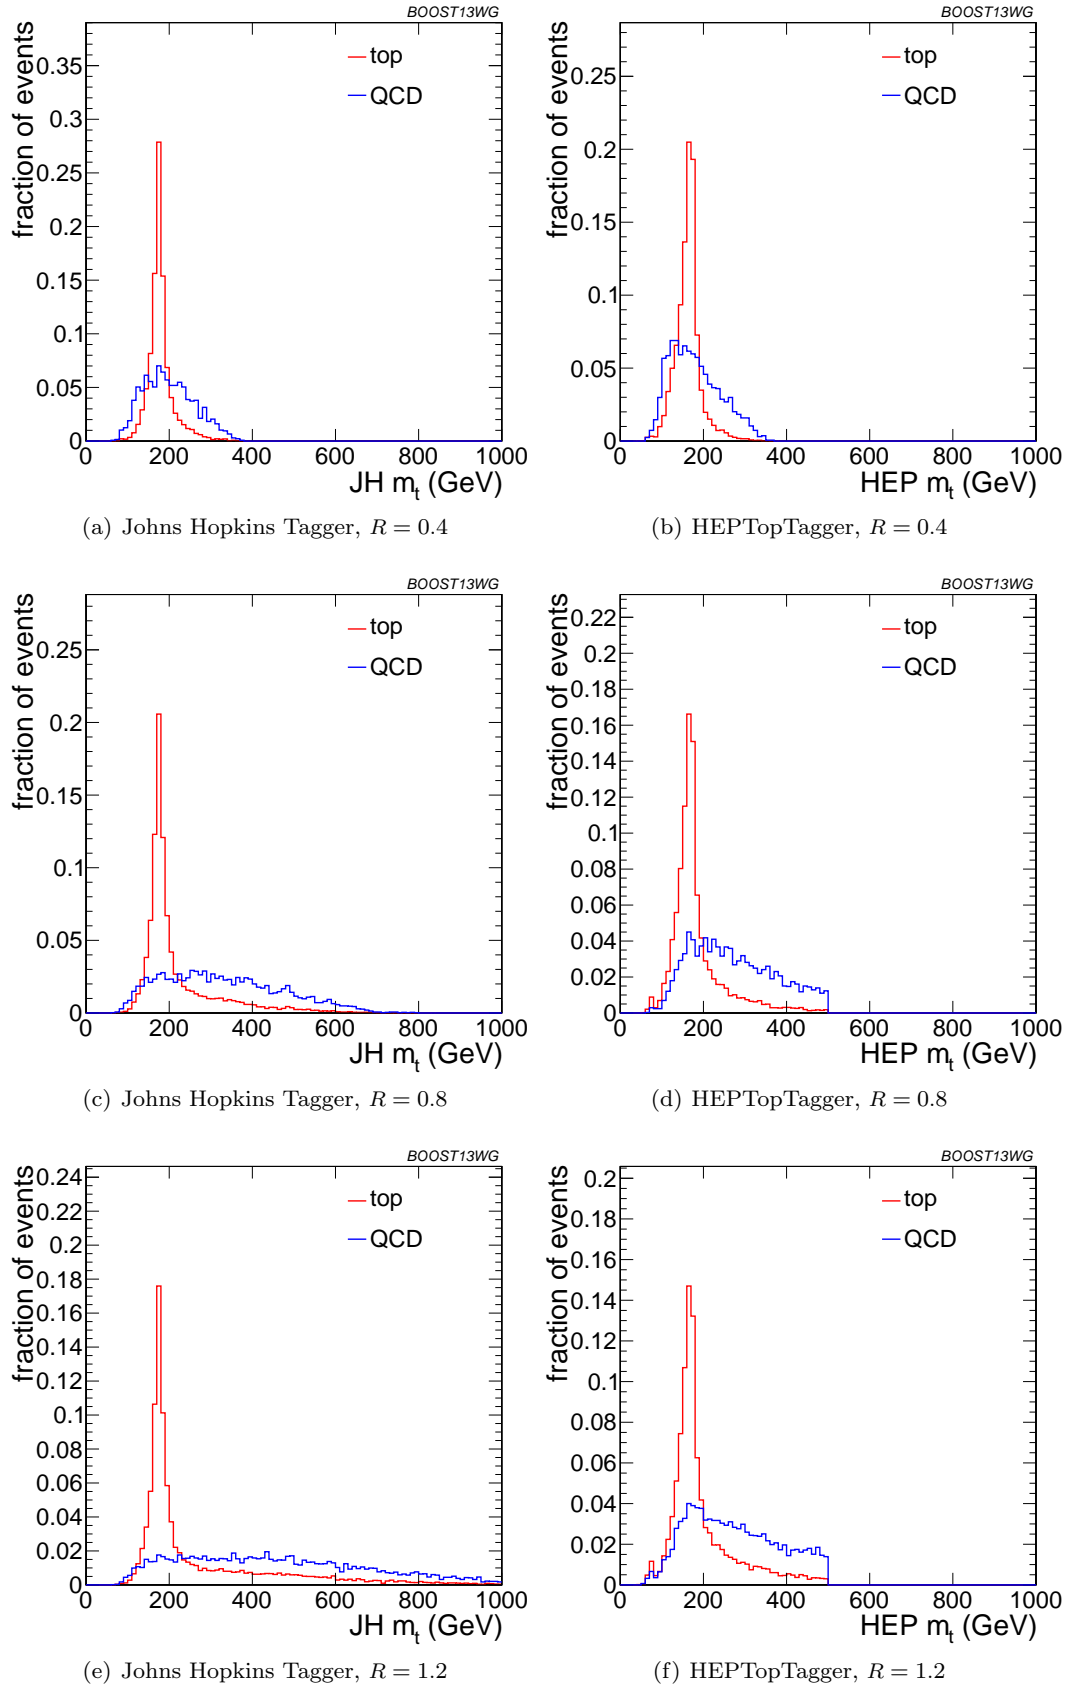 BOOST13WG
fraction of events
0.35
0.3
0.25
0.2
0.15
0.1
0.05
0
top
QCD
0 200 400 600 800 1000
JH m_t (GeV)
(a) Johns Hopkins Tagger, R = 0.4
BOOST13WG
fraction of events
0.25
0.2
0.15
0.1
0.05
0
top
QCD
0 200 400 600 800 1000
HEP m_t (GeV)
(b) HEPTopTagger, R = 0.4
BOOST13WG
fraction of events
0.25
0.2
0.15
0.1
0.05
0
top
QCD
0 200 400 600 800 1000
JH m_t (GeV)
(c) Johns Hopkins Tagger, R = 0.8
BOOST13WG
fraction of events
0.22
0.2
0.18
0.16
0.14
0.12
0.1
0.08
0.06
0.04
0.02
0
top
QCD
0 200 400 600 800 1000
HEP m_t (GeV)
(d) HEPTopTagger, R = 0.8
BOOST13WG
fraction of events
0.24
0.22
0.2
0.18
0.16
0.14
0.12
0.1
0.08
0.06
0.04
0.02
0
top
QCD
0 200 400 600 800 1000
JH m_t (GeV)
(e) Johns Hopkins Tagger, R = 1.2
BOOST13WG
fraction of events
0.2
0.18
0.16
0.14
0.12
0.1
0.08
0.06
0.04
0.02
0
top
QCD
0 200 400 600 800 1000
HEP m_t (GeV)
(f) HEPTopTagger, R = 1.2